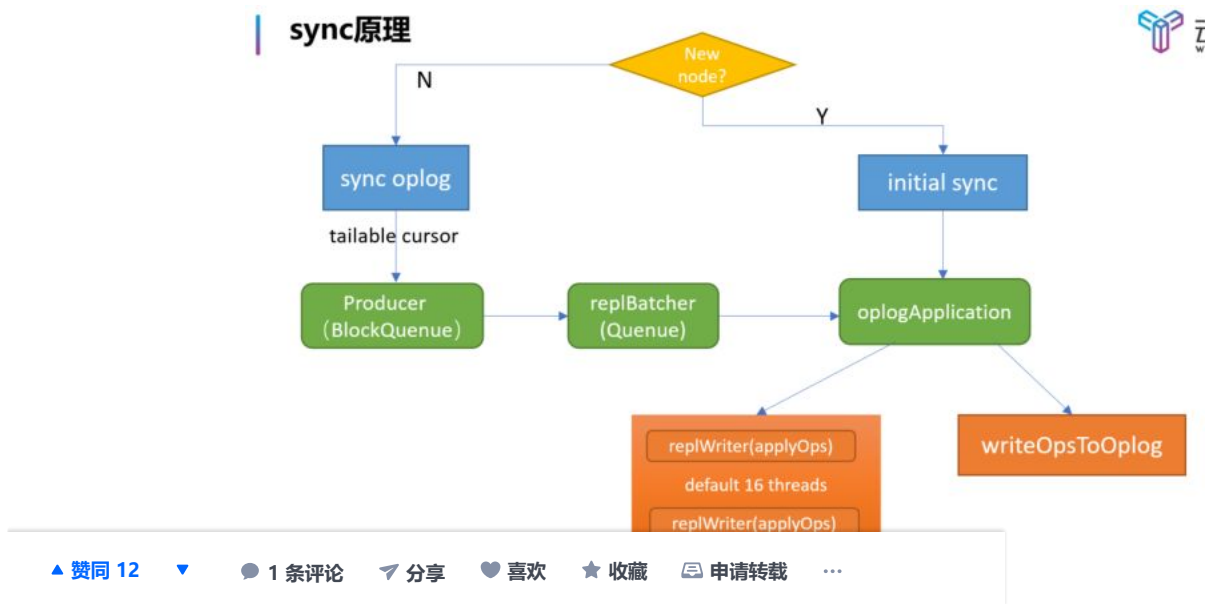 sync原理
New
node?
N
Y
sync oplog
initial sync
tailable cursor
Producer
（BlockQuenue）
replBatcher
(Quenue)
oplogApplication
replWriter(applyOps)
default 16 threads
replWriter(applyOps)
writeOpsToOplog
赞同 12
1 条评论
分享
喜欢
收藏
申请转载